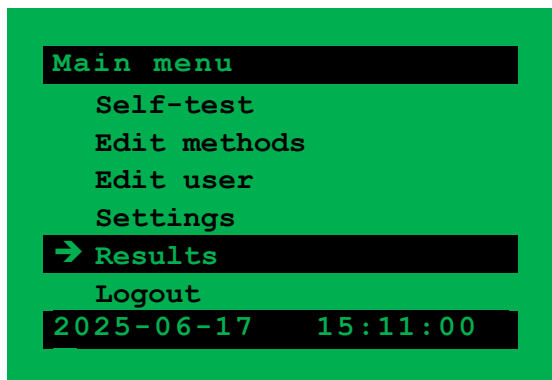 Main menu
Self-test
Edit methods
Edit user
Settings
➔ Results
Logout
2025-06-17 15:11:00